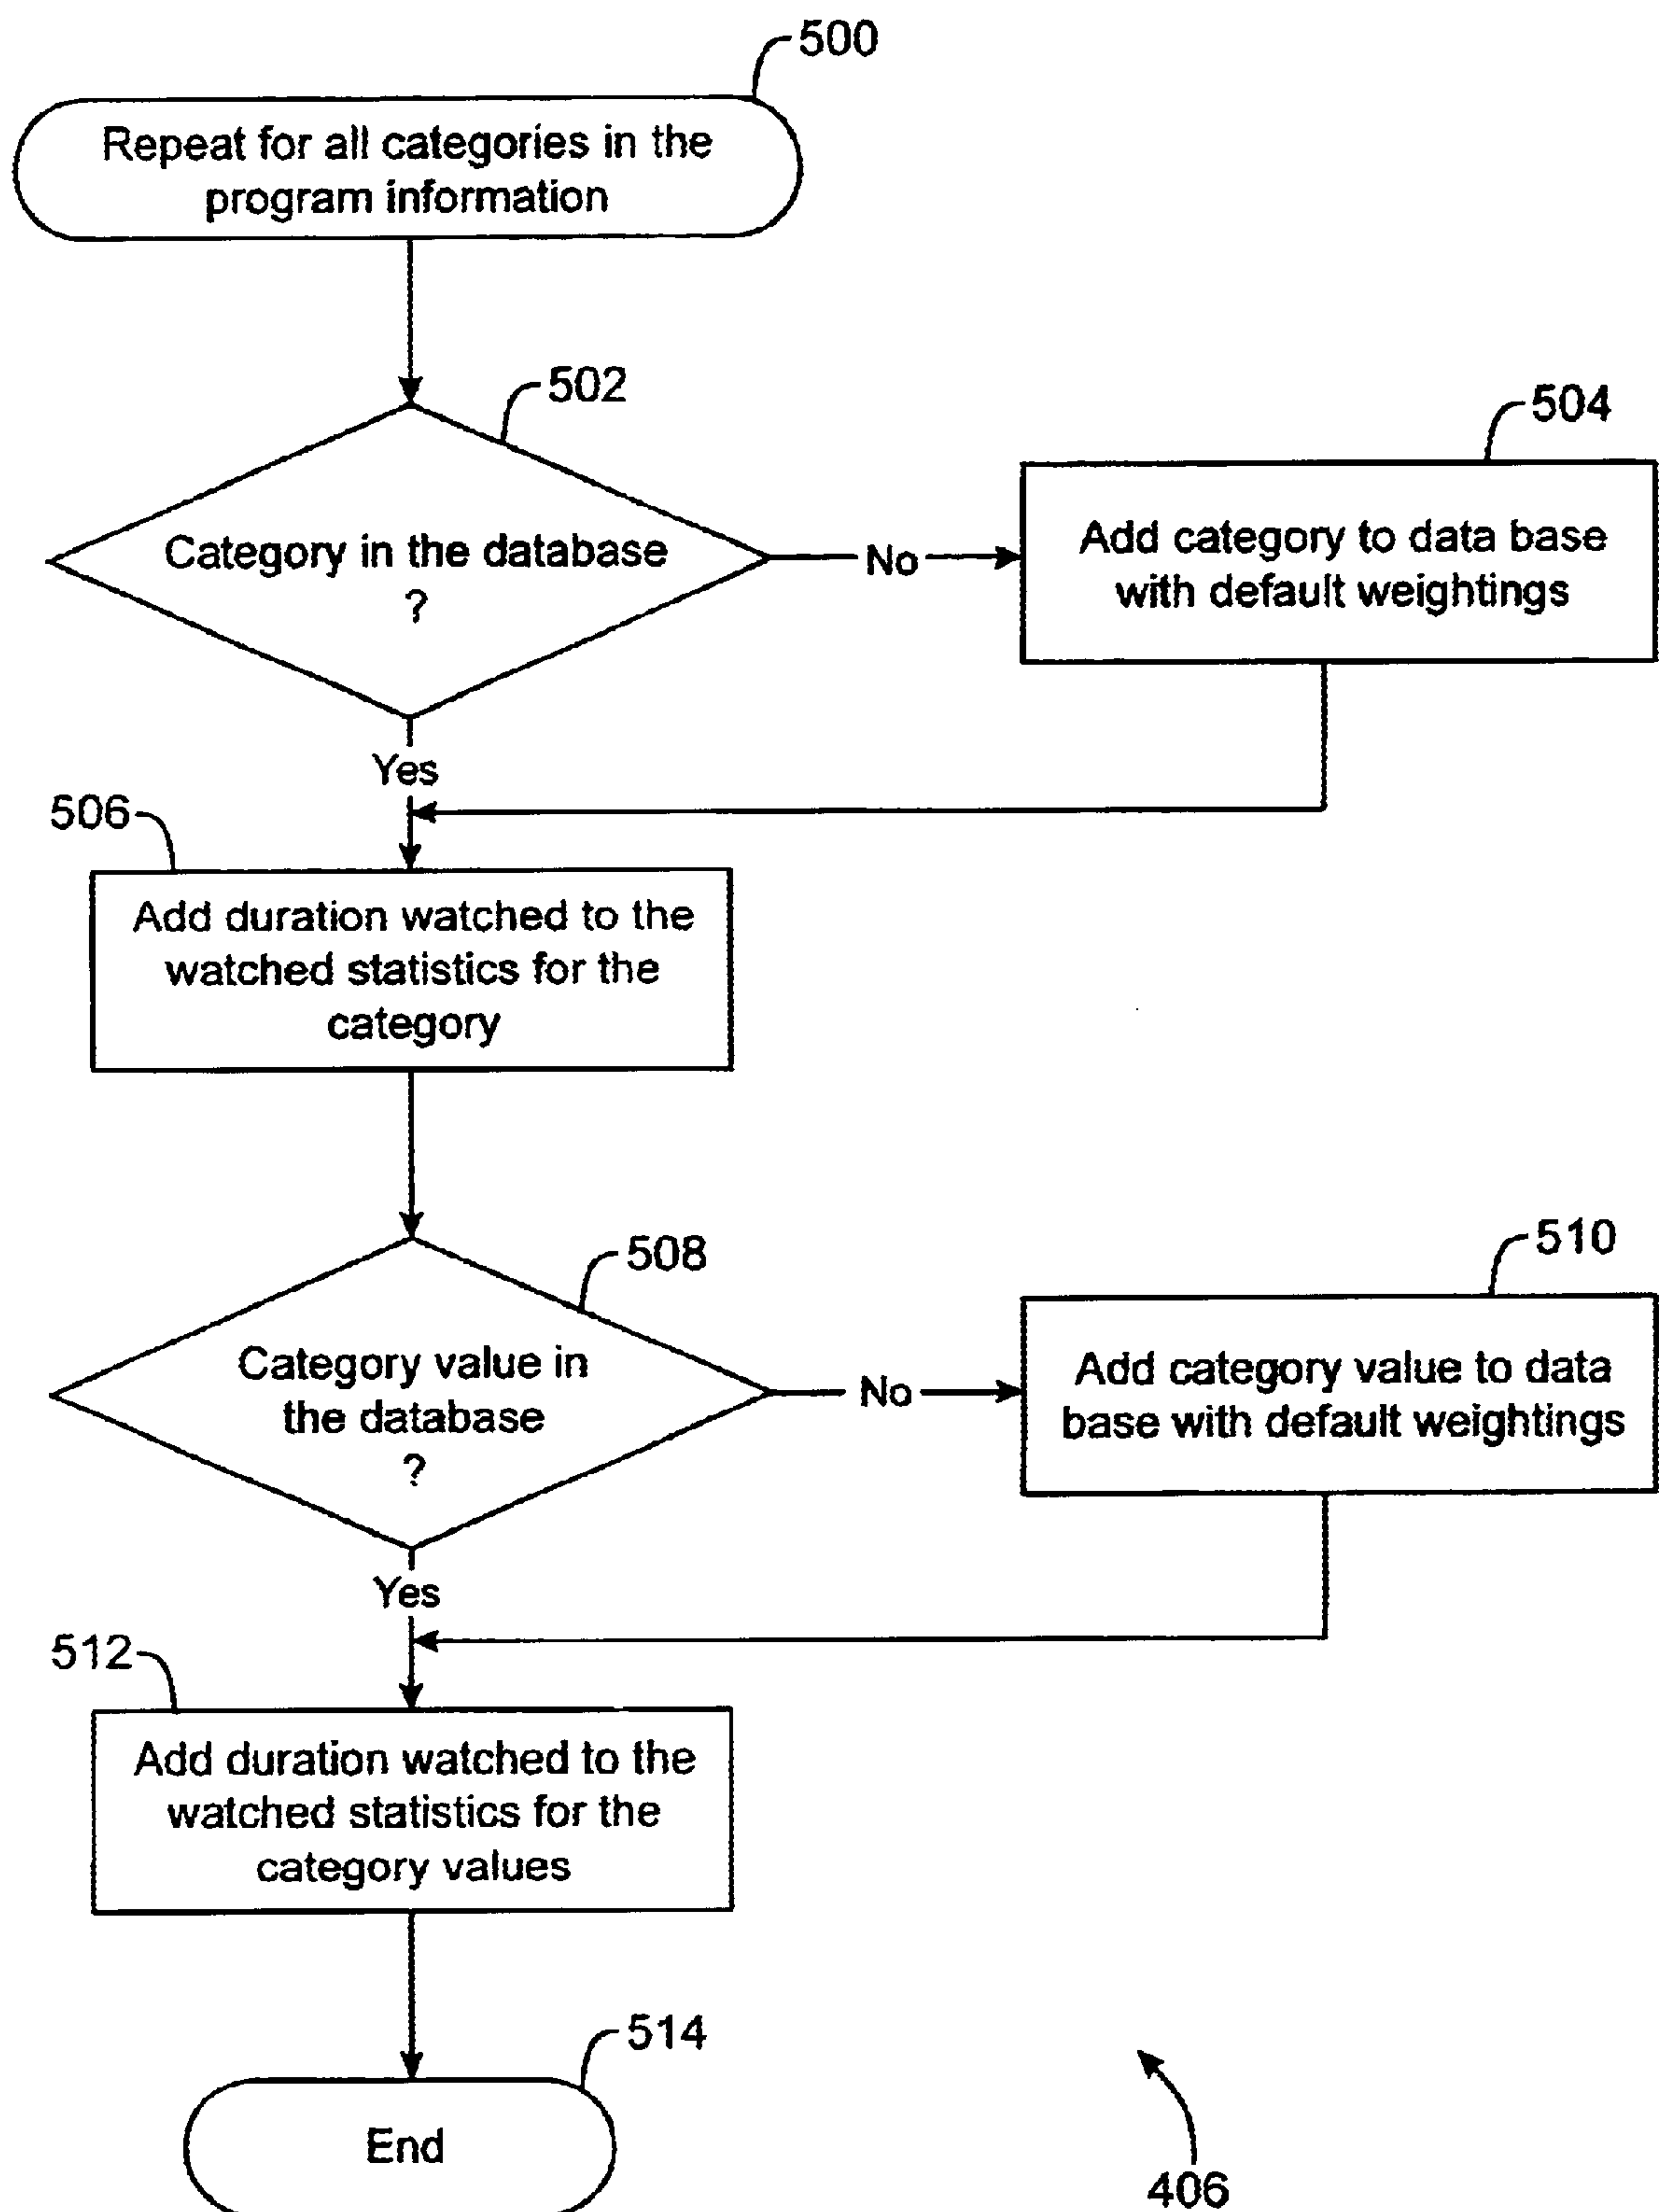 500
Repeat for all categories in the
program information
502
Category in the database
?
No
504
Add category to data base
with default weightings
Yes
506
Add duration watched to the
watched statistics for the
category
508
Category value in
the database
?
No
510
Add category value to data
base with default weightings
Yes
512
Add duration watched to the
watched statistics for the
category values
514
End
406